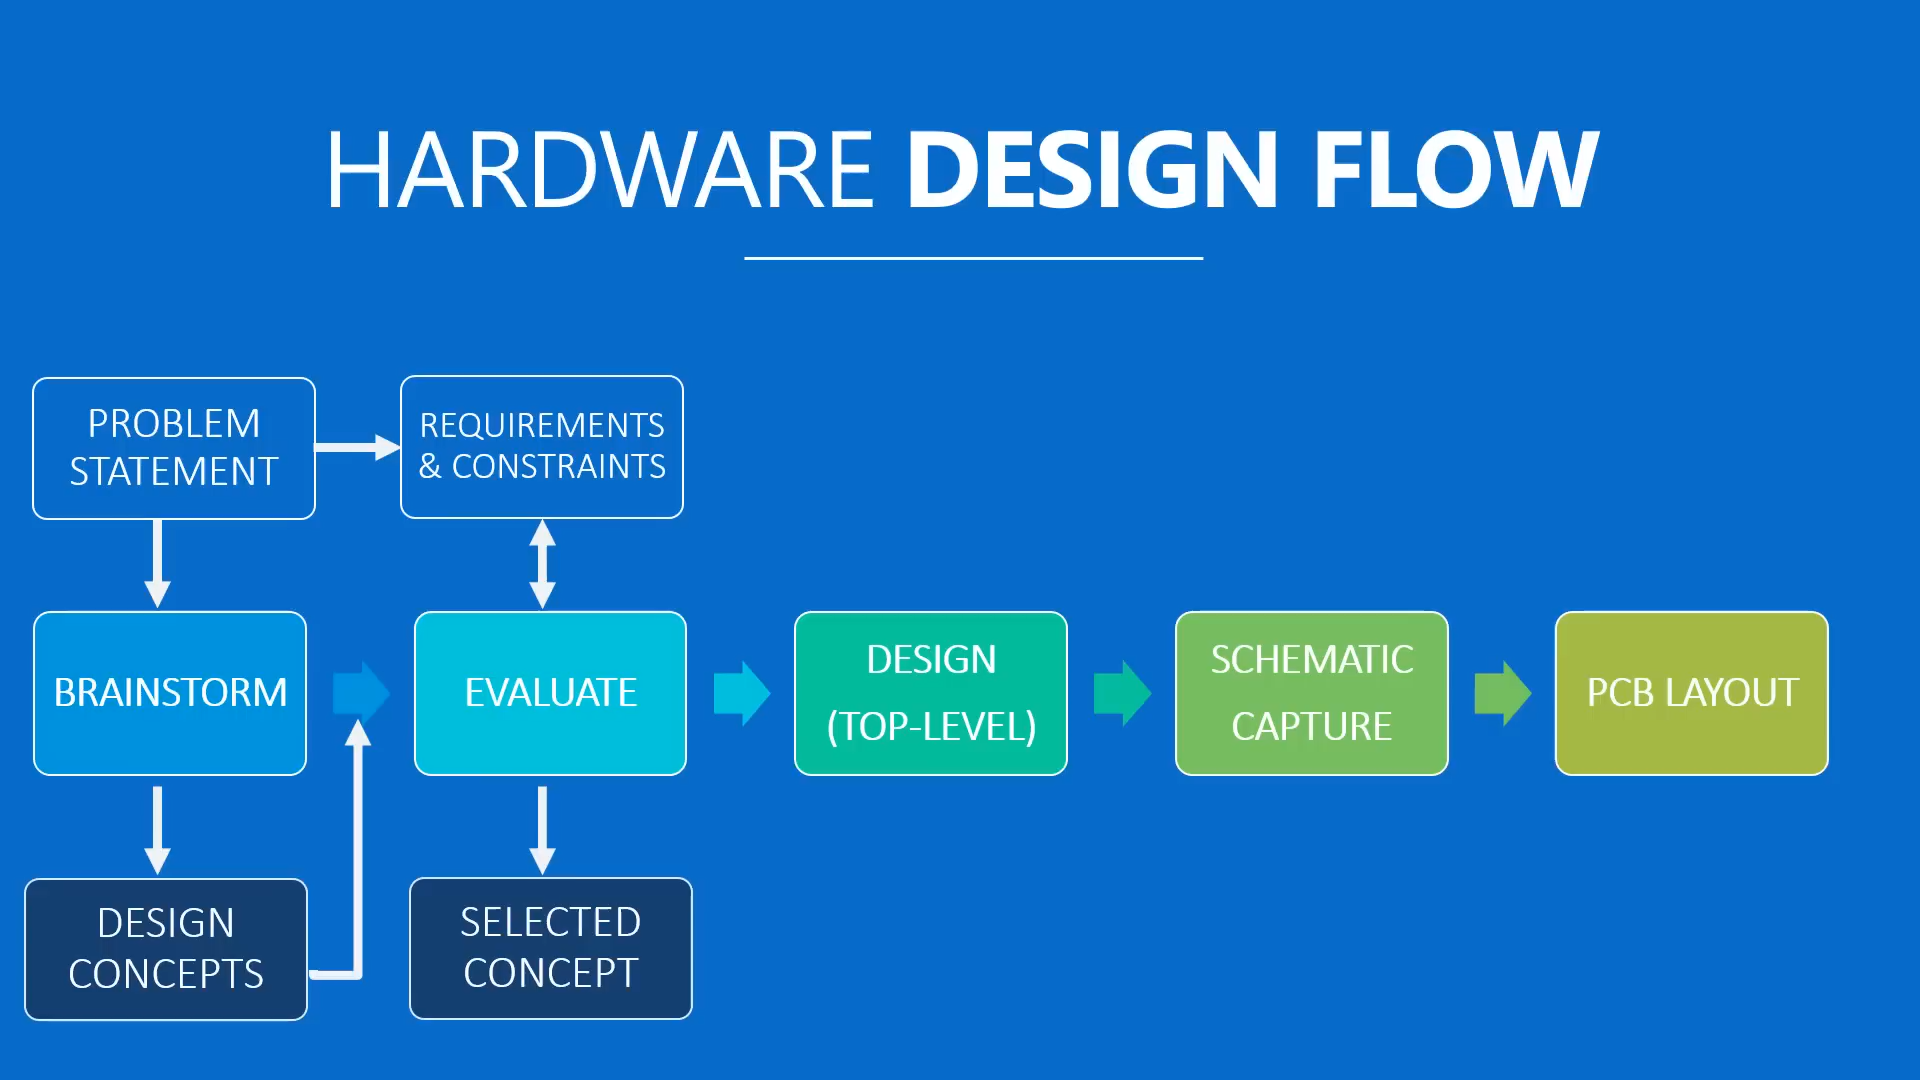 HARDWARE DESIGN FLOW
PROBLEM
STATEMENT
REQUIREMENTS
& CONSTRAINTS
BRAINSTORM
EVALUATE
DESIGN
(TOP-LEVEL)
SCHEMATIC
CAPTURE
PCB LAYOUT
DESIGN
CONCEPTS
SELECTED
CONCEPT